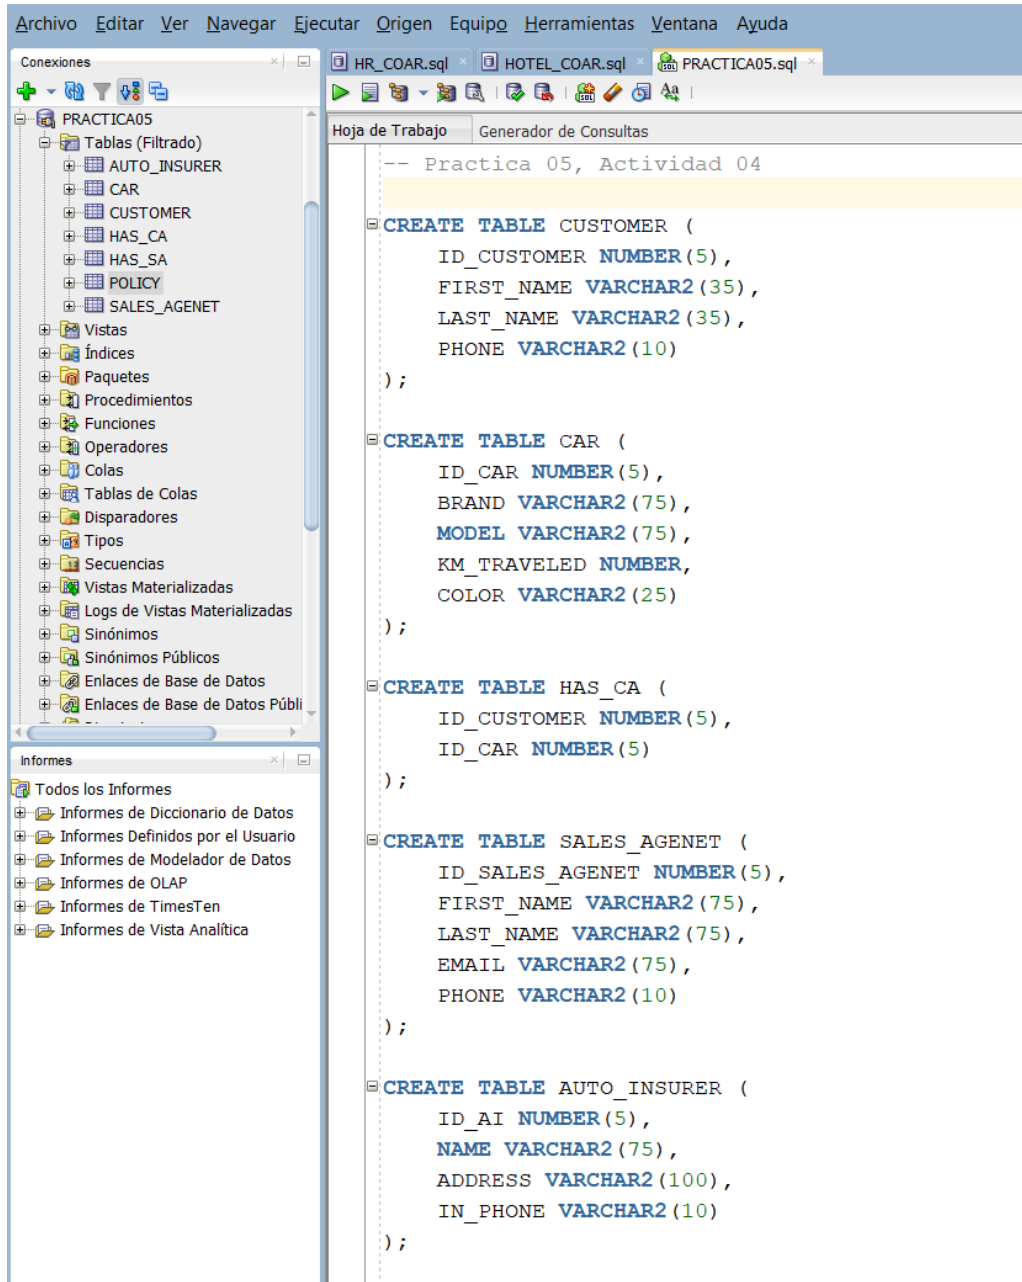 Archivo Editar Ver Navegar Ejecutar Origen Equipo Herramientas Ventana Ayuda
Conexiones
PRACTICA05
Tablas (Filtrado)
AUTO_INSURER
CAR
CUSTOMER
HAS_CA
HAS_SA
POLICY
SALES_AGENET
Vistas
Índices
Paquetes
Procedimientos
Funciones
Operadores
Colas
Tablas de Colas
Disparadores
Tipos
Secuencias
Vistas Materializadas
Logs de Vistas Materializadas
Sinónimos
Sinónimos Públicos
Enlaces de Base de Datos
Enlaces de Base de Datos Públi
Informes
Todos los Informes
Informes de Diccionario de Datos
Informes Definidos por el Usuario
Informes de Modelador de Datos
Informes de OLAP
Informes de TimesTen
Informes de Vista Analítica
HR_COAR.sql HOTEL_COAR.sql PRACTICA05.sql
Hoja de Trabajo Generador de Consultas
-- Practica 05, Actividad 04
CREATE TABLE CUSTOMER (
ID_CUSTOMER NUMBER(5),
FIRST_NAME VARCHAR2(35),
LAST_NAME VARCHAR2(35),
PHONE VARCHAR2(10)
);
CREATE TABLE CAR (
ID_CAR NUMBER(5),
BRAND VARCHAR2(75),
MODEL VARCHAR2(75),
KM_TRAVELED NUMBER,
COLOR VARCHAR2(25)
);
CREATE TABLE HAS_CA (
ID_CUSTOMER NUMBER(5),
ID_CAR NUMBER(5)
);
CREATE TABLE SALES_AGENET (
ID_SALES_AGENET NUMBER(5),
FIRST_NAME VARCHAR2(75),
LAST_NAME VARCHAR2(75),
EMAIL VARCHAR2(75),
PHONE VARCHAR2(10)
);
CREATE TABLE AUTO_INSURER (
ID_AI NUMBER(5),
NAME VARCHAR2(75),
ADDRESS VARCHAR2(100),
IN_PHONE VARCHAR2(10)
);